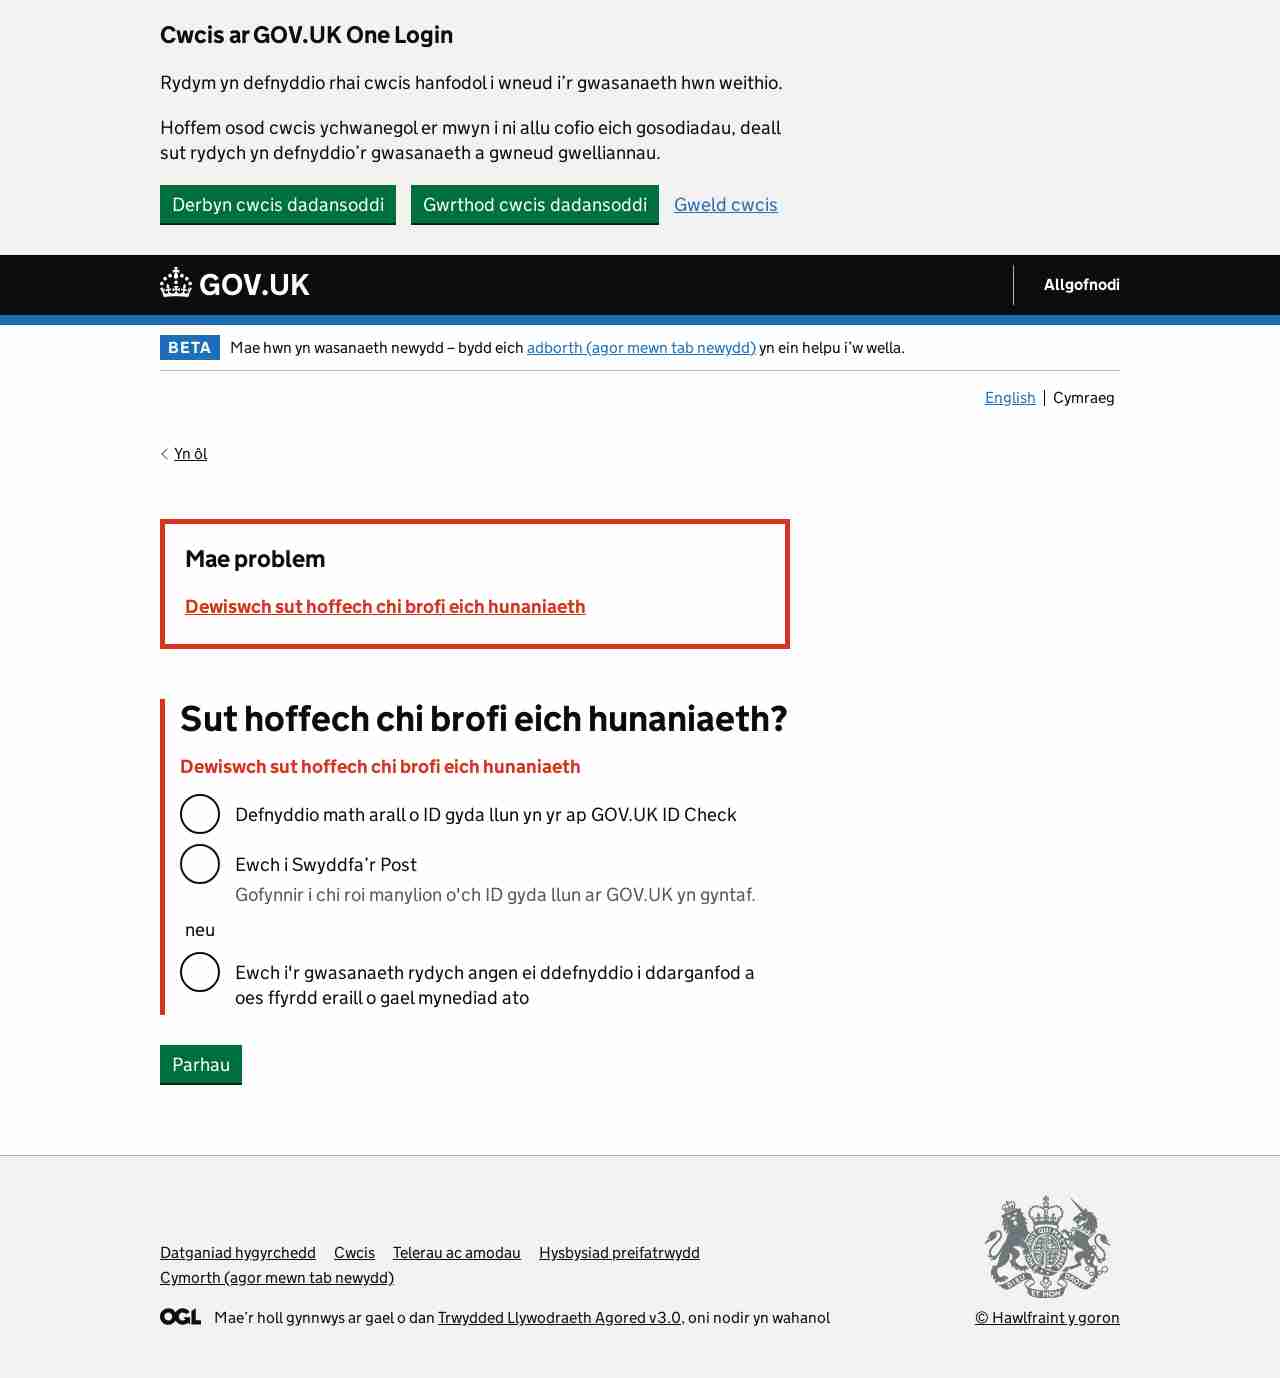 Cwcis ar GOV.UK One Login
Rydym yn defnyddio rhai cwcis hanfodol i wneud i’r gwasanaeth hwn weithio.
Hoffem osod cwcis ychwanegol er mwyn i ni allu cofio eich gosodiadau, deall
sut rydych yn defnyddio’r gwasanaeth a gwneud gwelliannau.
Derbyn cwcis dadansoddi Gwrthod cwcis dadansoddi Gweld cwcis
GOV.UK Allgofnodi
BETA Mae hwn yn wasanaeth newydd – bydd eich adborth (agor mewn tab newydd) yn ein helpu i’w wella.
English Cymraeg
Yn ôl
Mae problem
Dewiswch sut hoffech chi brofi eich hunaniaeth
Sut hoffech chi brofi eich hunaniaeth?
Dewiswch sut hoffech chi brofi eich hunaniaeth
Defnyddio math arall o ID gyda llun yn yr ap GOV.UK ID Check
Ewch i Swyddfa’r Post
Gofynnir i chi roi manylion o'ch ID gyda llun ar GOV.UK yn gyntaf.
neu
Ewch i'r gwasanaeth rydych angen ei ddefnyddio i ddarganfod a
oes ffyrdd eraill o gael mynediad ato
Parhau
Datganiad hygyrchedd Cwcis Telerau ac amodau Hysbysiad preifatrwydd
Cymorth (agor mewn tab newydd)
OGL Mae’r holl gynnwys ar gael o dan Trwydded Llywodraeth Agored v3.0, oni nodir yn wahanol
© Hawlfraint y goron